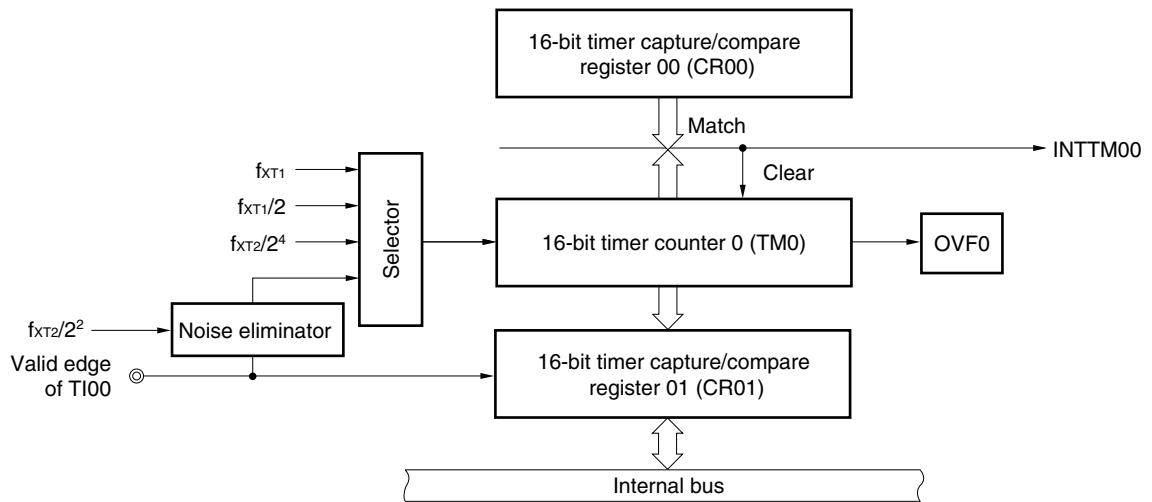 16-bit timer capture/compare
register 00 (CR00)
Match
INTTM00
Clear
fXT1
fXT1/2
fXT2/2⁴
Selector
16-bit timer counter 0 (TM0)
OVF0
fXT2/2²
Noise eliminator
Valid edge
of TI00
16-bit timer capture/compare
register 01 (CR01)
Internal bus